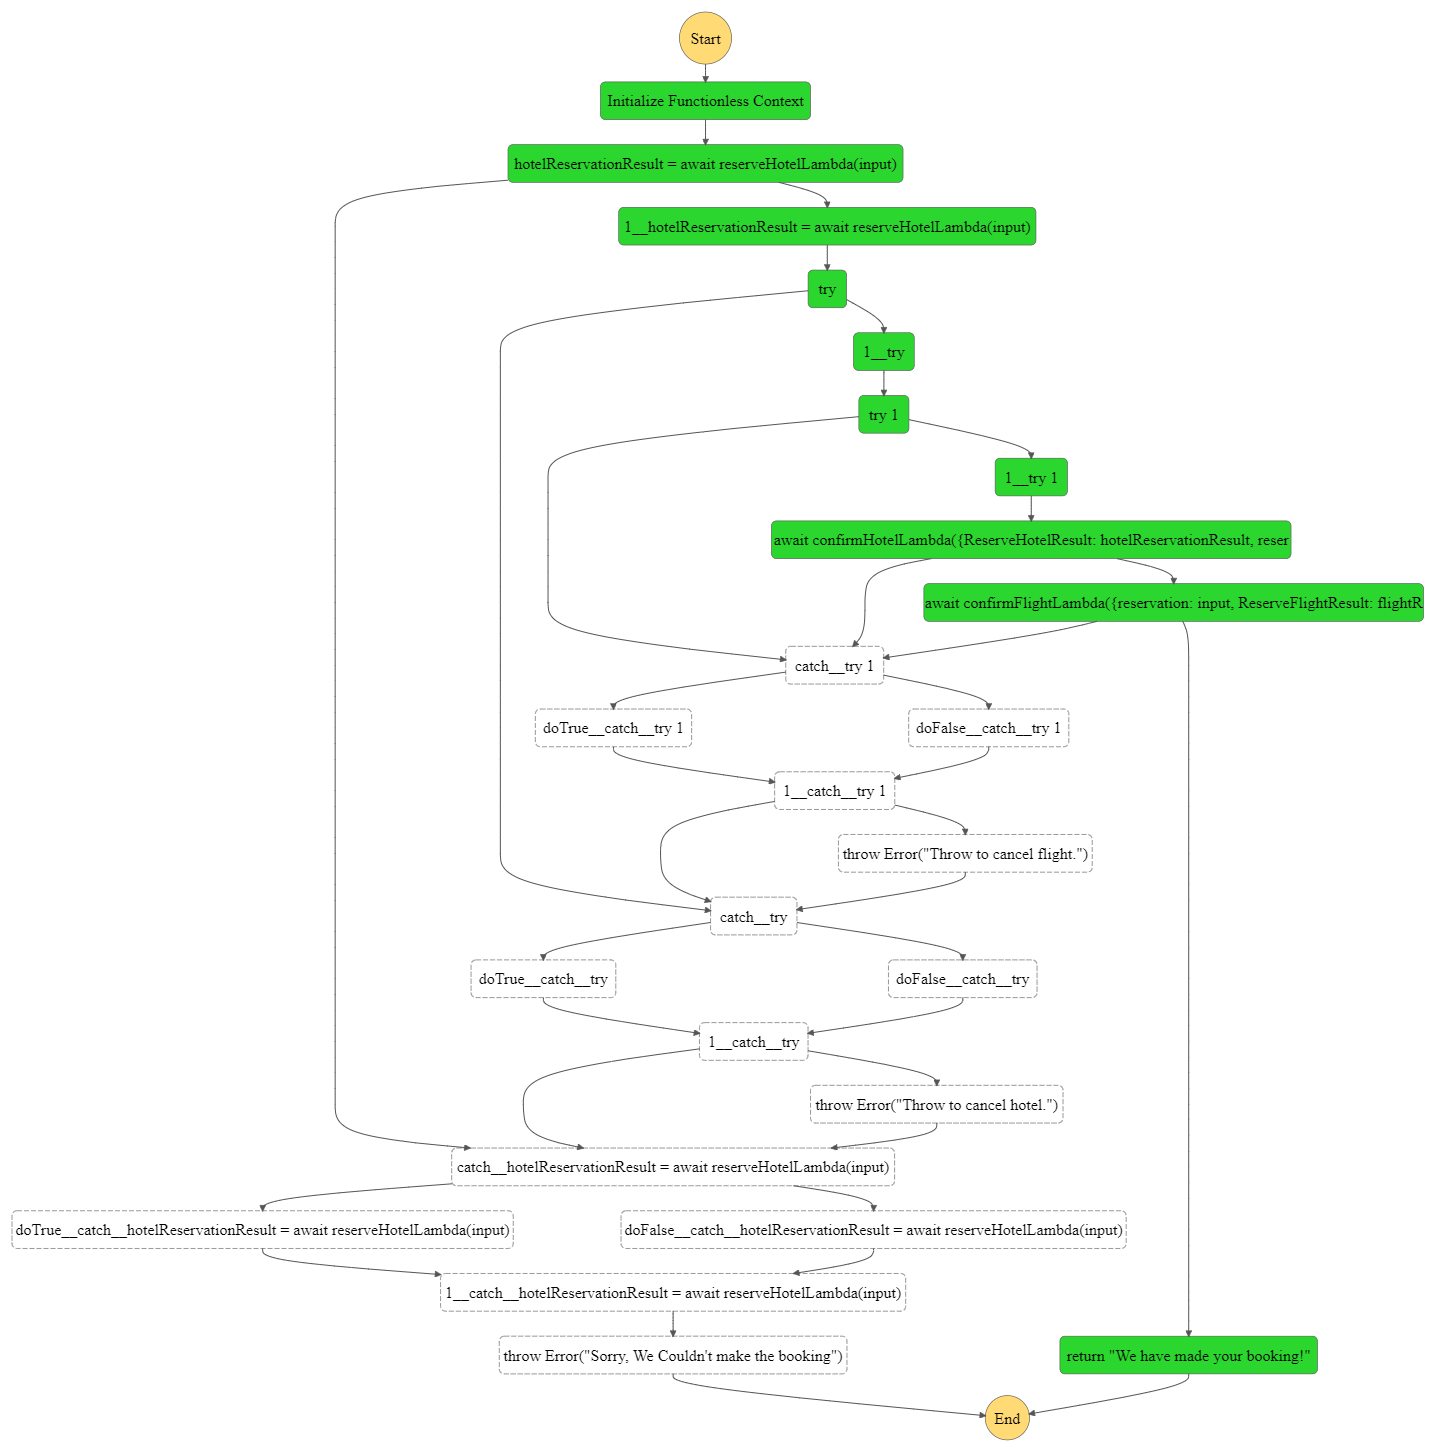 Start
Initialize Functionless Context
hotelReservationResult = await reserveHotelLambda(input)
1__hotelReservationResult = await reserveHotelLambda(input)
try
1__try
try 1
1__try 1
await confirmHotelLambda({ReserveHotelResult: hotelReservationResult, reser
await confirmFlightLambda({reservation: input, ReserveFlightResult: flightR
catch__try 1
doTrue__catch__try 1
doFalse__catch__try 1
1__catch__try 1
throw Error("Throw to cancel flight.")
catch__try
doTrue__catch__try
doFalse__catch__try
1__catch__try
throw Error("Throw to cancel hotel.")
catch__hotelReservationResult = await reserveHotelLambda(input)
doTrue__catch__hotelReservationResult = await reserveHotelLambda(input)
doFalse__catch__hotelReservationResult = await reserveHotelLambda(input)
1__catch__hotelReservationResult = await reserveHotelLambda(input)
throw Error("Sorry, We Couldn't make the booking")
return "We have made your booking!"
End